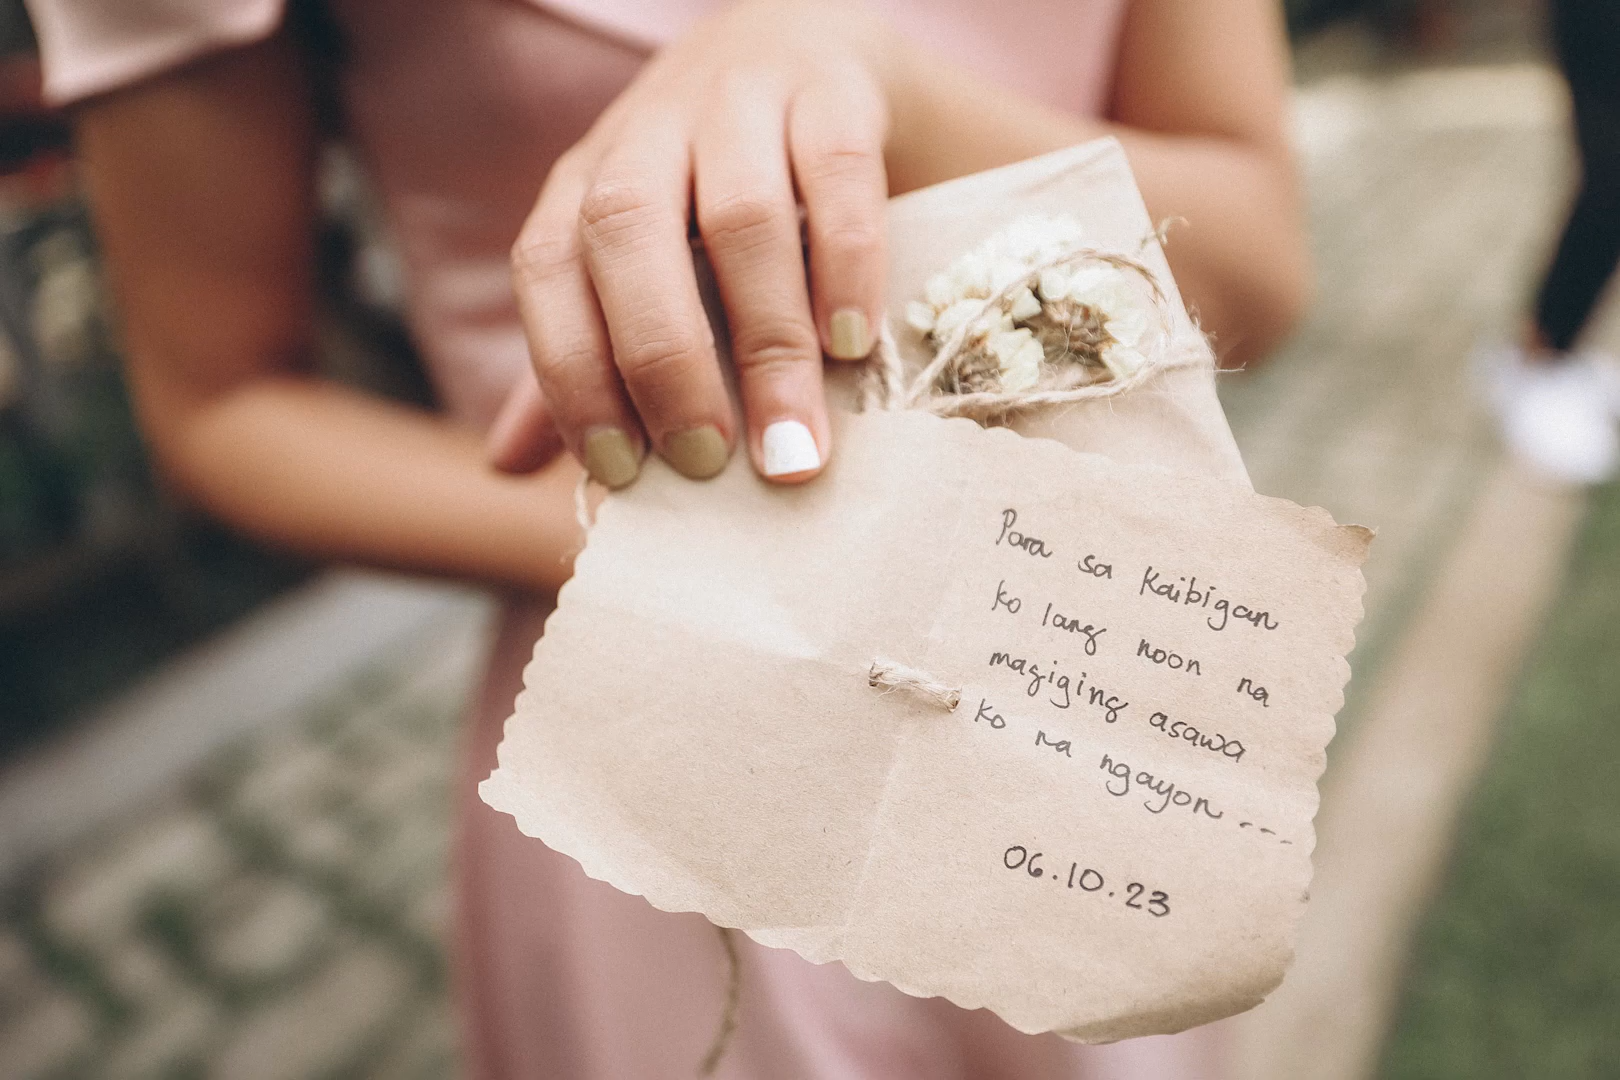 Para sa Kaibigan
ko lang noon na
magiging asawa
ko na ngayon ---
06.10.23